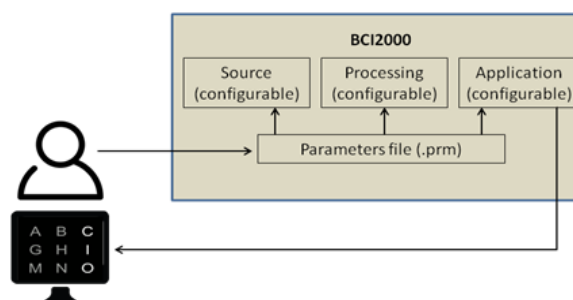 BCI2000
Source
(configurable)
Processing
(configurable)
Application
(configurable)
Parameters file (.prm)
A B C
G H I
M N O